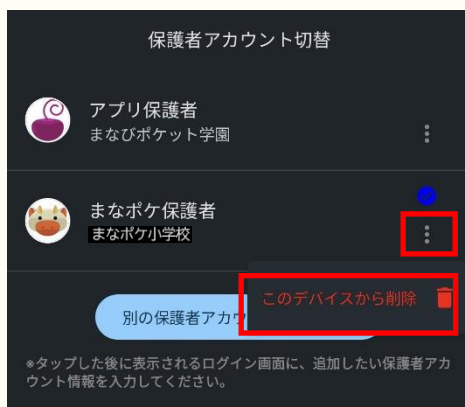 保護者アカウント切替
アプリ保護者
まなびポケット学園
まなポケ保護者
まなポケ小学校
このデバイスから削除
別の保護者アカウ
※タップした後に表示されるログイン画面に、追加したい保護者アカ
ウント情報を入力してください。